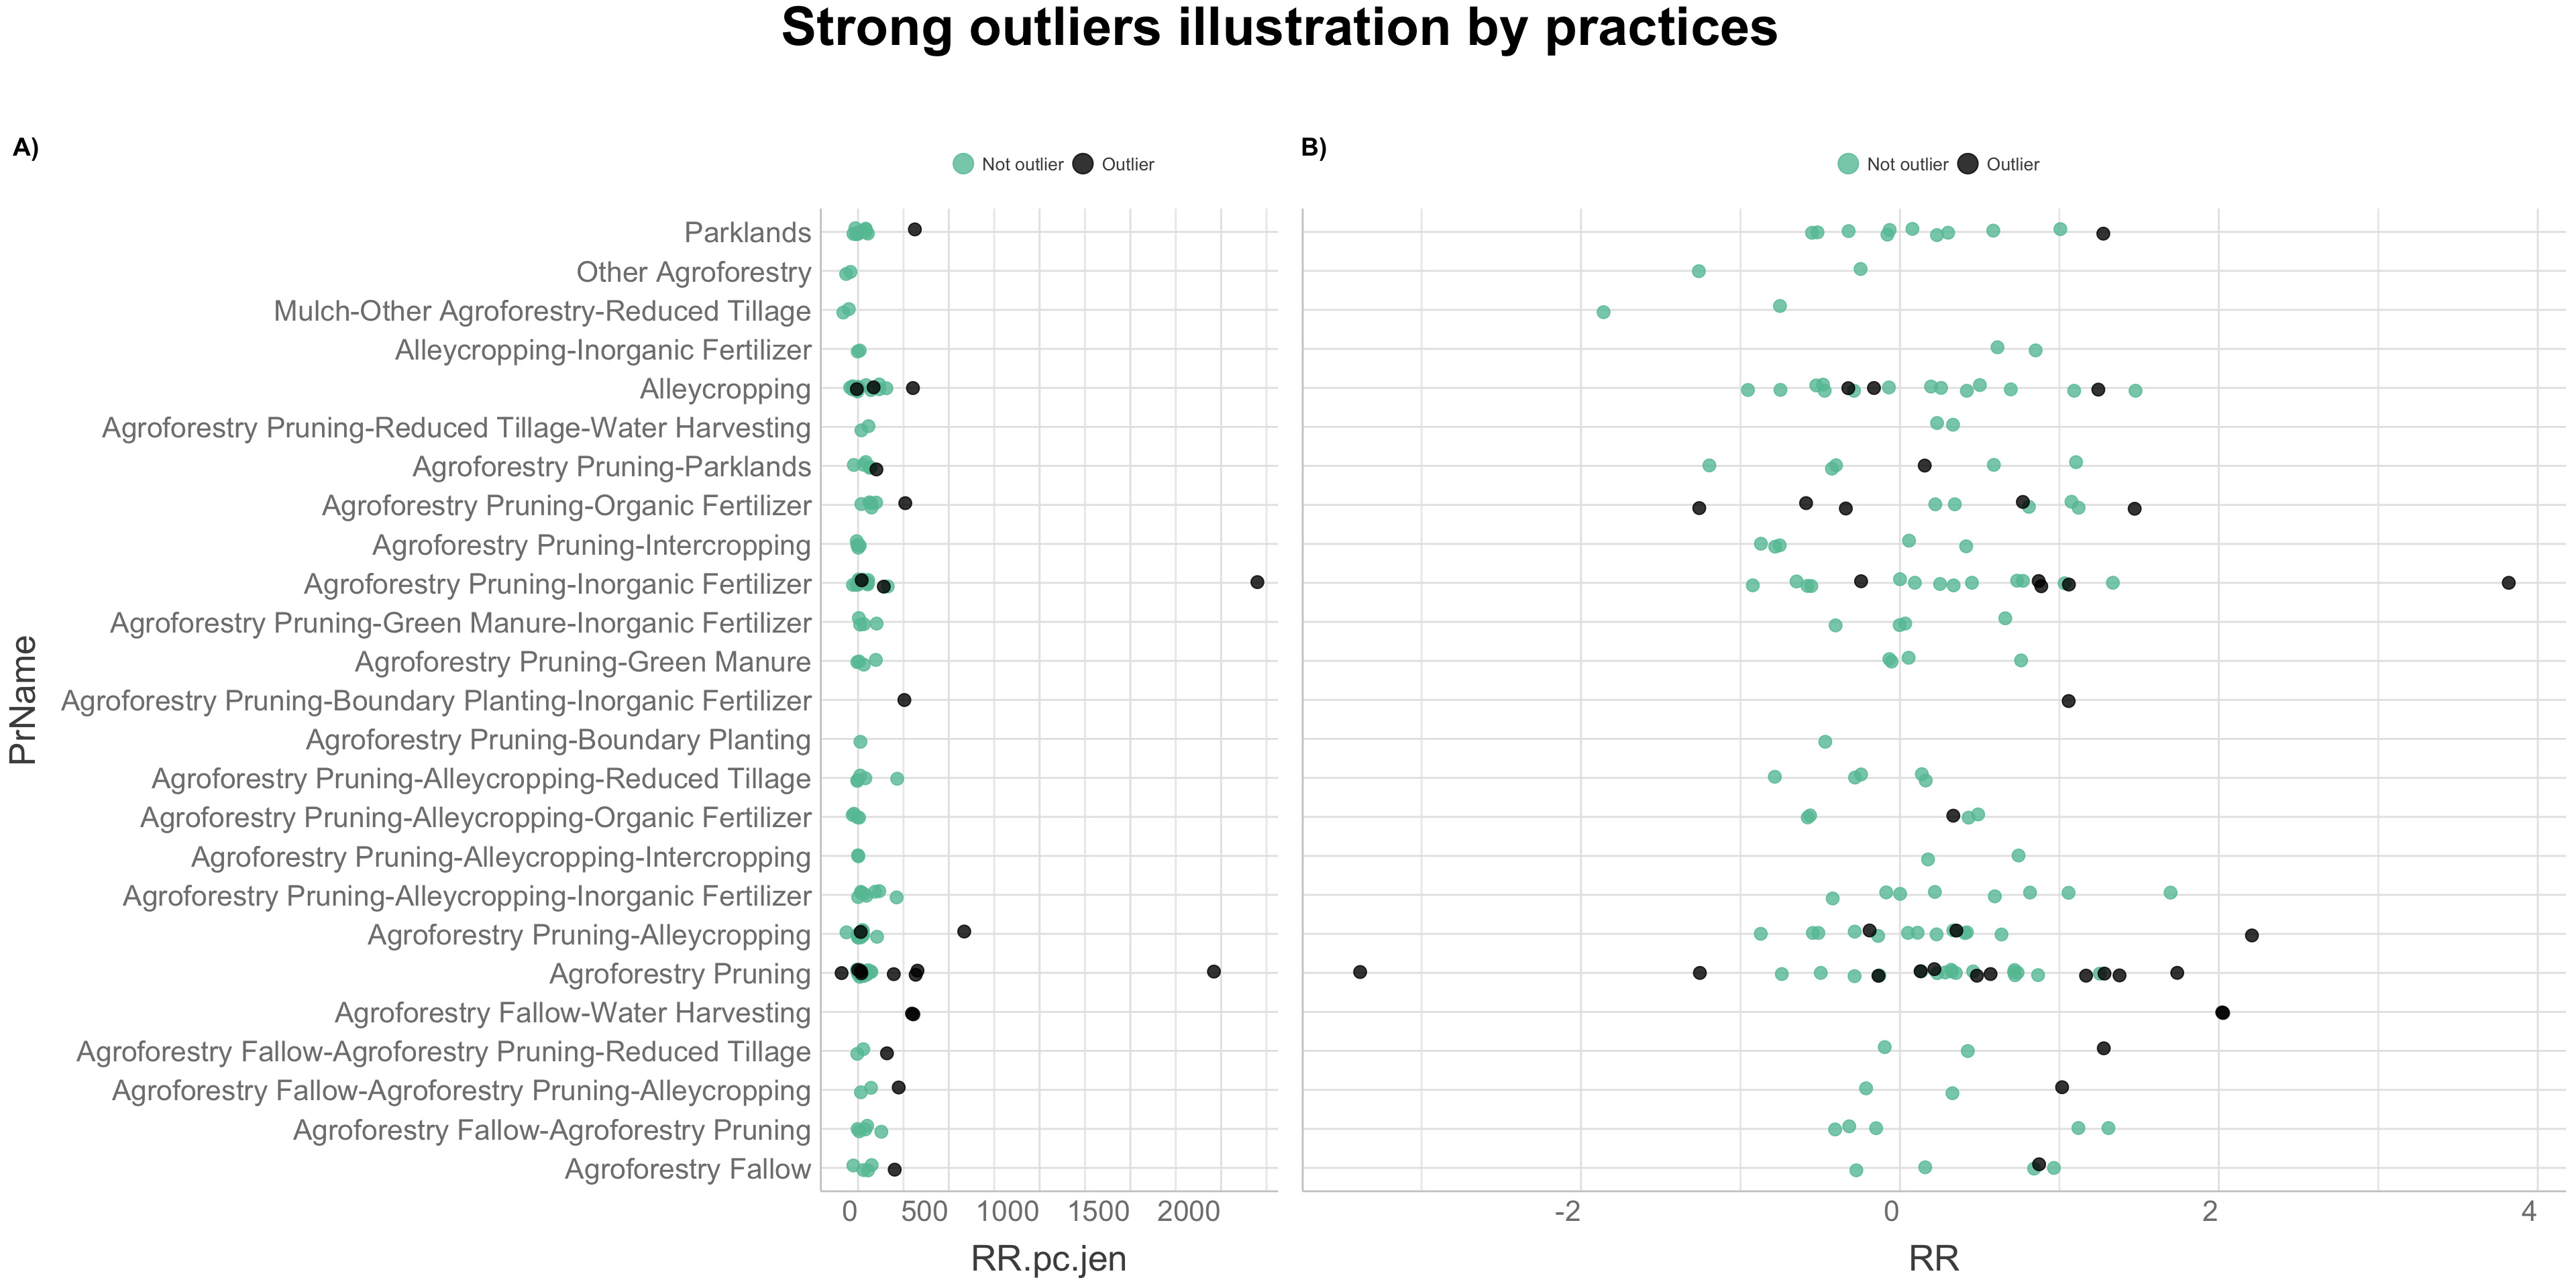 Strong outliers illustration by practices
A)
Not outlier
Outlier
B)
Not outlier
Outlier
PrName
Parklands
Other Agroforestry
Mulch-Other Agroforestry-Reduced Tillage
Alleycropping-Inorganic Fertilizer
Alleycropping
Agroforestry Pruning-Reduced Tillage-Water Harvesting
Agroforestry Pruning-Parklands
Agroforestry Pruning-Organic Fertilizer
Agroforestry Pruning-Intercropping
Agroforestry Pruning-Inorganic Fertilizer
Agroforestry Pruning-Green Manure-Inorganic Fertilizer
Agroforestry Pruning-Green Manure
Agroforestry Pruning-Boundary Planting-Inorganic Fertilizer
Agroforestry Pruning-Boundary Planting
Agroforestry Pruning-Alleycropping-Reduced Tillage
Agroforestry Pruning-Alleycropping-Organic Fertilizer
Agroforestry Pruning-Alleycropping-Intercropping
Agroforestry Pruning-Alleycropping-Inorganic Fertilizer
Agroforestry Pruning-Alleycropping
Agroforestry Pruning
Agroforestry Fallow-Water Harvesting
Agroforestry Fallow-Agroforestry Pruning-Reduced Tillage
Agroforestry Fallow-Agroforestry Pruning-Alleycropping
Agroforestry Fallow-Agroforestry Pruning
Agroforestry Fallow
0 500 1000 1500 2000
RR.pc.jen
-2 0 2 4
RR